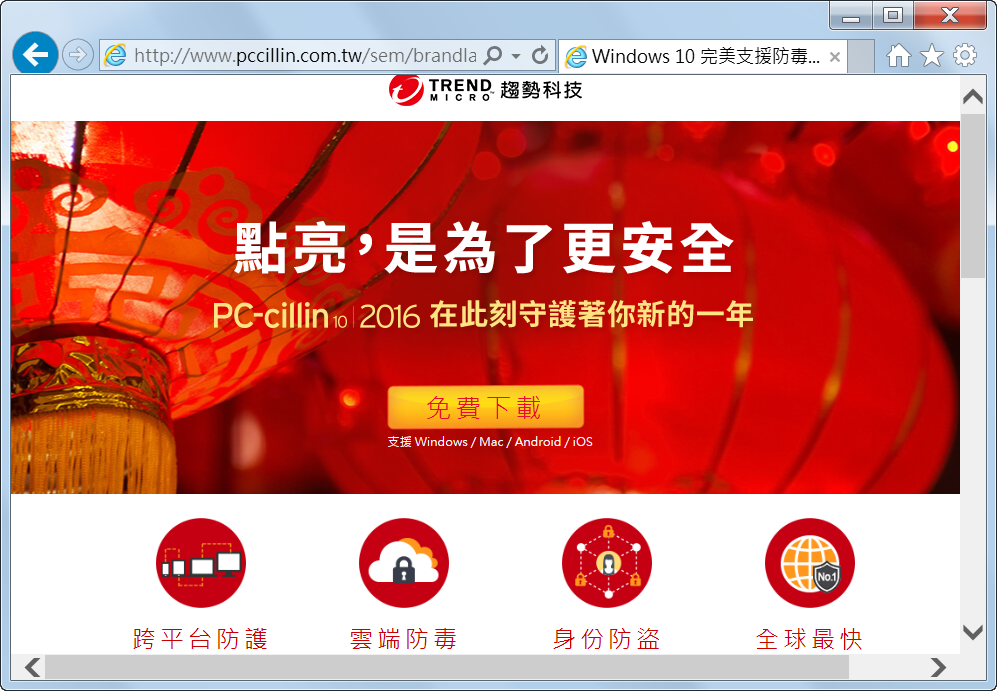 http://www.pccillin.com.tw/sem/brandla
Windows 10 完美支援防毒...
TREND MICRO™ 趨勢科技
點亮，是為了更安全
PC-cillin 10 | 2016 在此刻守護著你新的一年
免費下載
支援 Windows / Mac / Android / iOS
No.1
跨平台防護 雲端防毒 身份防盜 全球最快